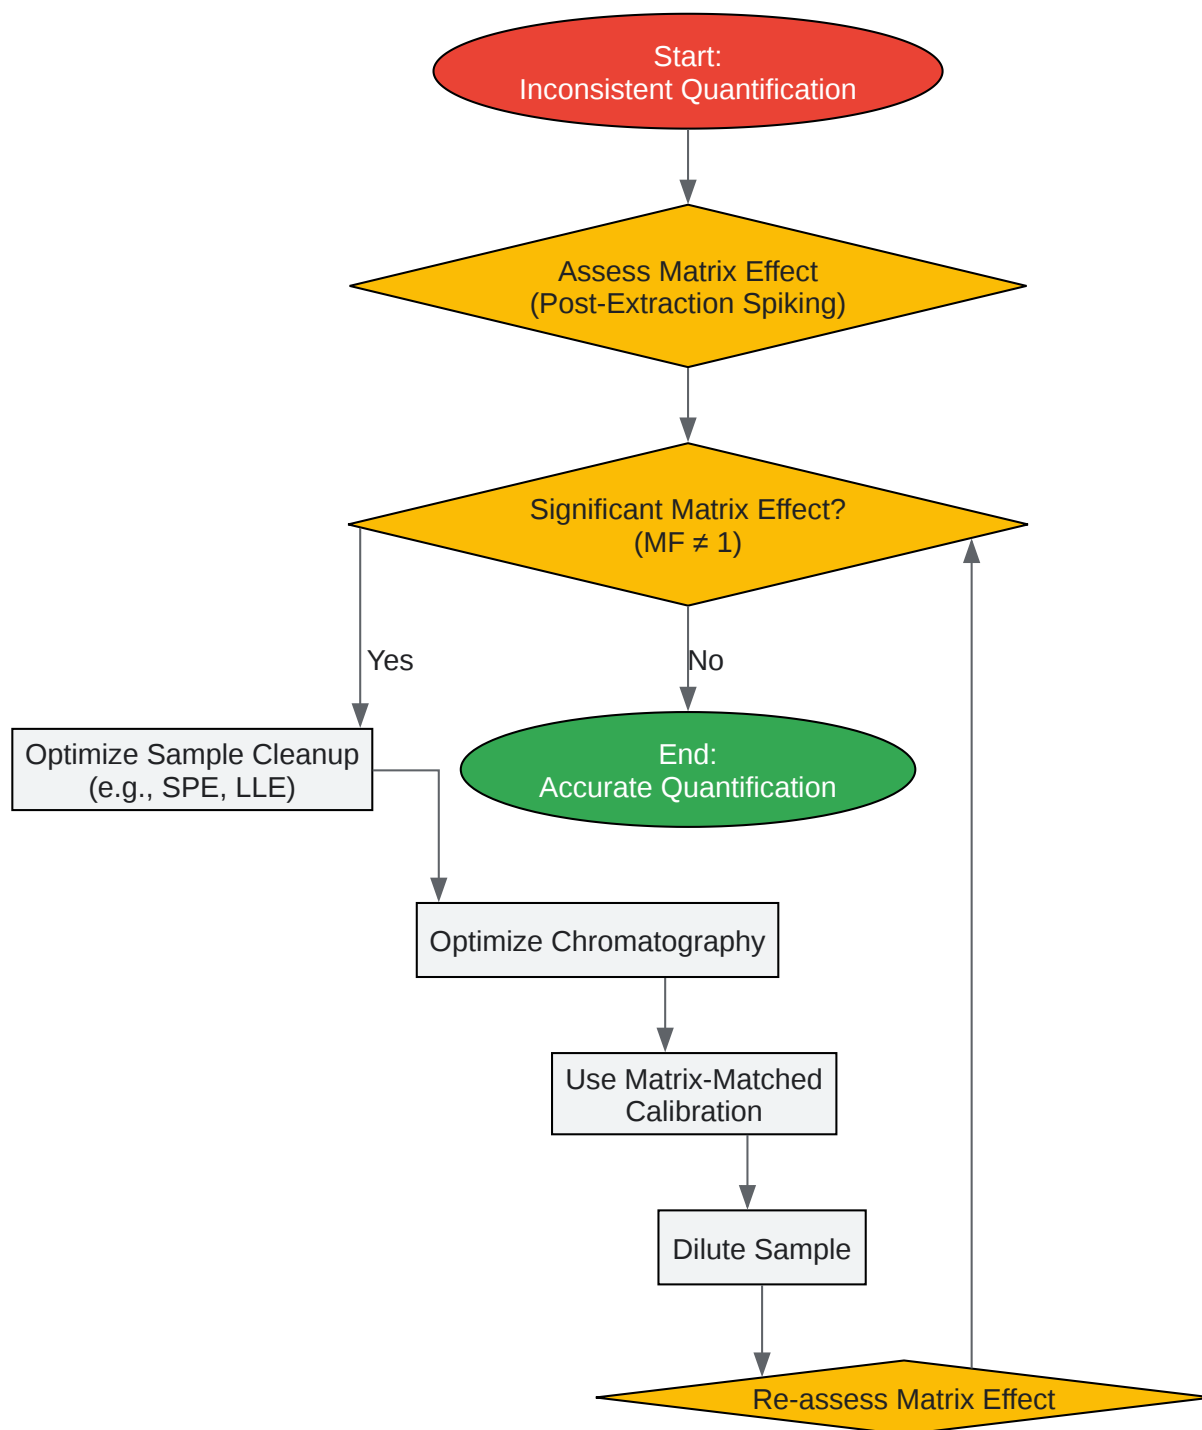 Start:
Inconsistent Quantification
Assess Matrix Effect
(Post-Extraction Spiking)
Significant Matrix Effect?
(MF ≠ 1)
Yes
No
Optimize Sample Cleanup
(e.g., SPE, LLE)
End:
Accurate Quantification
Optimize Chromatography
Use Matrix-Matched
Calibration
Dilute Sample
Re-assess Matrix Effect